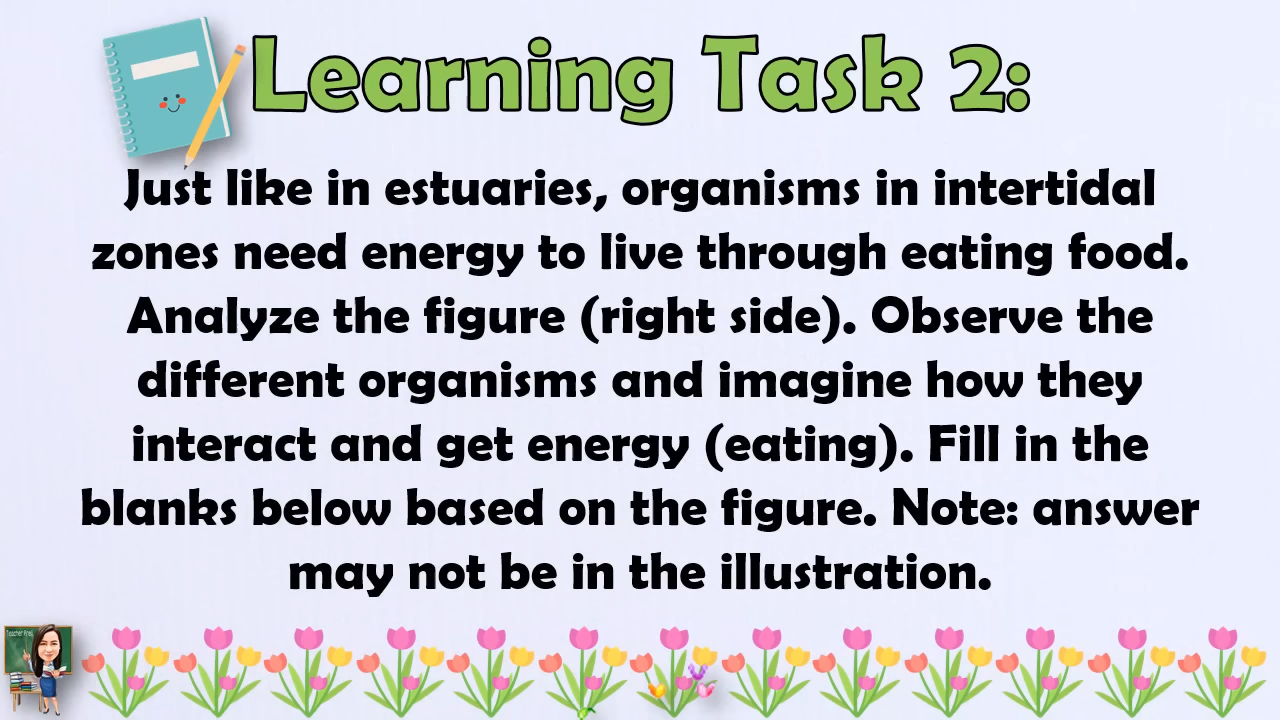 Learning Task 2:
Just like in estuaries, organisms in intertidal
zones need energy to live through eating food.
Analyze the figure (right side). Observe the
different organisms and imagine how they
interact and get energy (eating). Fill in the
blanks below based on the figure. Note: answer
may not be in the illustration.